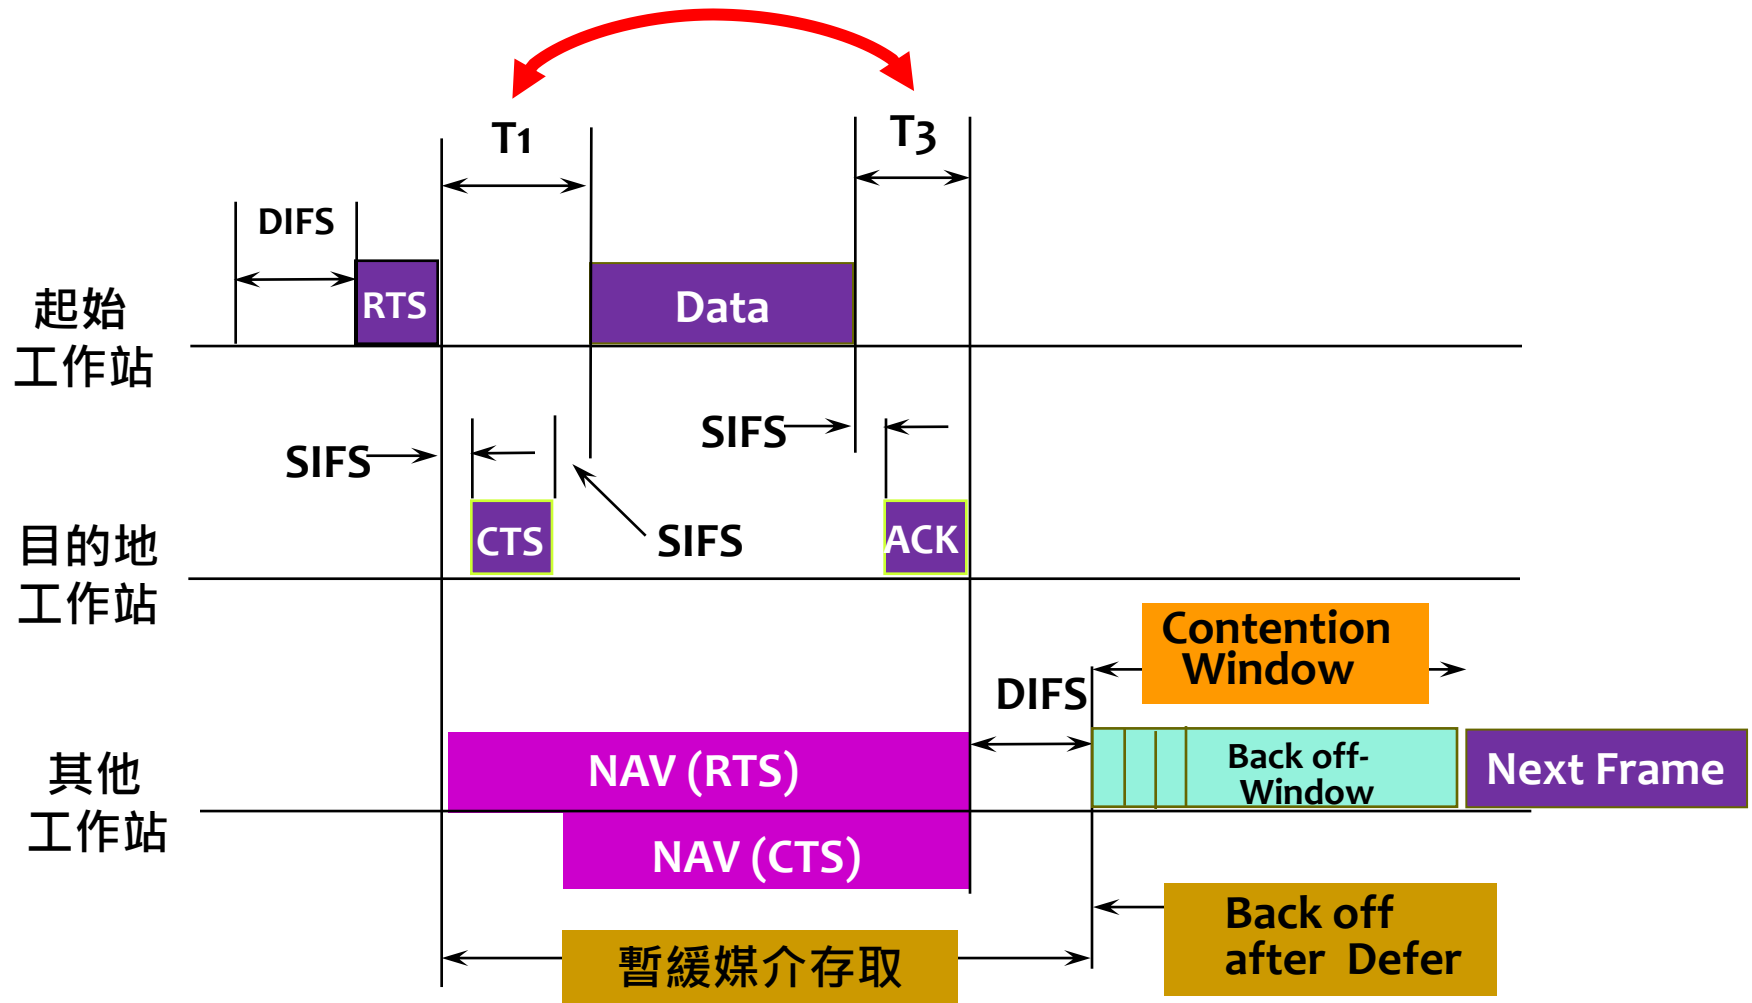 T1
T3
DIFS
起始
工作站
RTS
Data
SIFS
SIFS
目的地
工作站
CTS
SIFS
ACK
Contention
Window
DIFS
其他
工作站
NAV (RTS)
Back off-
Window
Next Frame
NAV (CTS)
Back off
after Defer
暫緩媒介存取